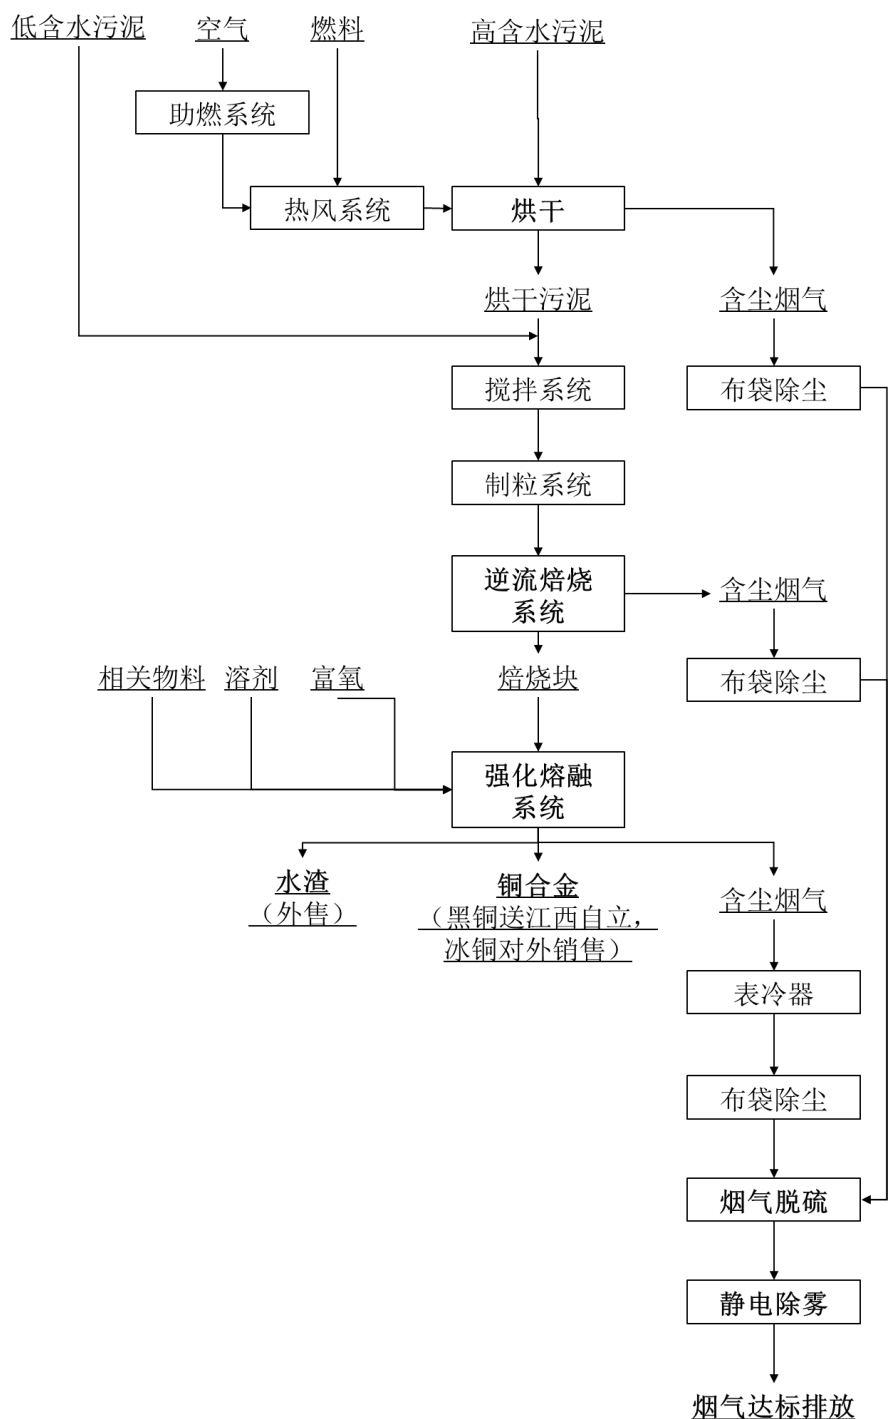 低含水污泥
空气
燃料
高含水污泥
助燃系统
热风系统
烘干
烘干污泥
含尘烟气
搅拌系统
布袋除尘
制粒系统
逆流焙烧
系统
含尘烟气
相关物料
溶剂
富氧
焙烧块
布袋除尘
强化熔融
系统
水渣
（外售）
铜合金
（黑铜送江西自立，
冰铜对外销售）
含尘烟气
表冷器
布袋除尘
烟气脱硫
静电除雾
烟气达标排放